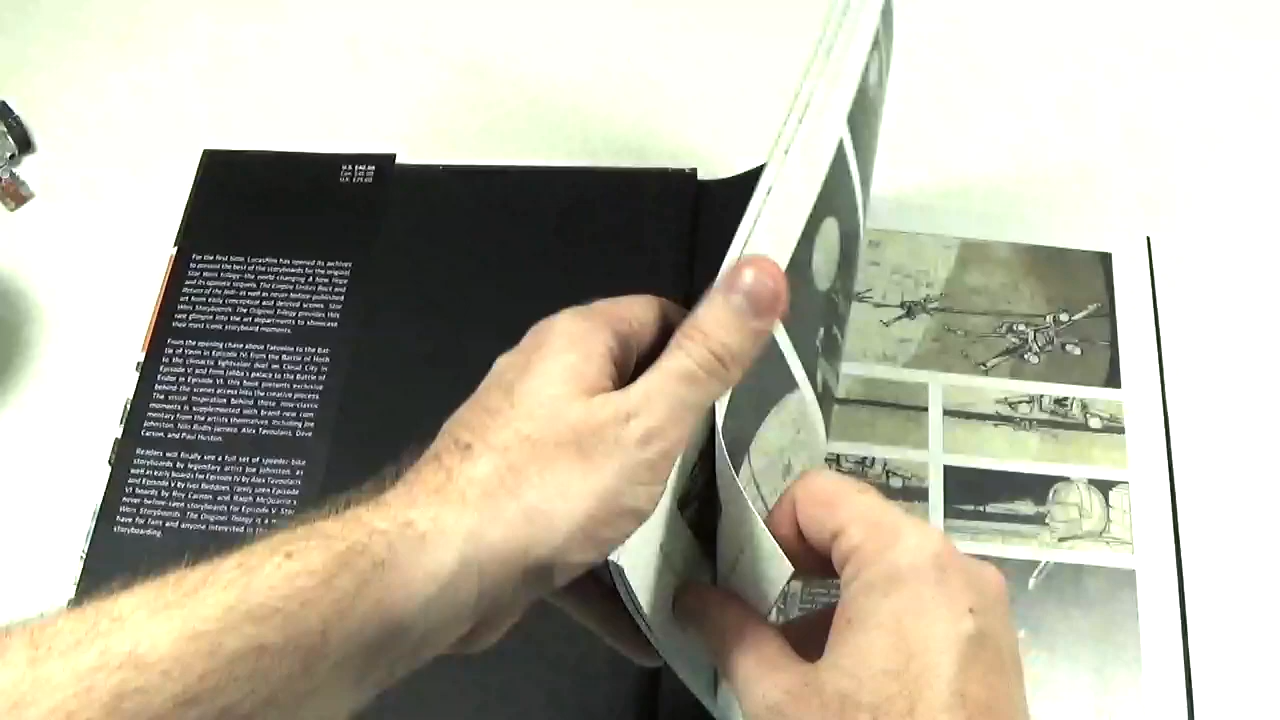 U.S. $40.00
Can. $45.00
U.K. £25.00
For the first time, Lucasfilm has opened its archives
to present the best of the storyboards for the original
Star Wars trilogy—the world-changing A New Hope
and its operatic sequels, The Empire Strikes Back and
Return of the Jedi—as well as never-before-published
art from early conceptual and deleted scenes. Star
Wars Storyboards: The Original Trilogy provides this
rare glimpse into the art departments to showcase
their most iconic storyboard moments.
From the opening chase above Tatooine to the Bat-
tle of Yavin in Episode IV; from the Battle of Hoth
to the climactic lightsaber duel on Cloud City in
Episode V; and from Jabba's palace to the Battle of
Endor in Episode VI, this book presents exclusive
behind-the-scenes access into the creative process.
The visual inspiration behind those now-classic
moments is supplemented with brand-new com-
mentary from the artists themselves, including Joe
Johnston, Nilo Rodis-Jamero, Alex Tavoularis, Dave
Carson, and Paul Huston.
Readers will finally see a full set of speeder-bike
storyboards by legendary artist Joe Johnston, as
well as early boards for Episode IV by Alex Tavoularis
and Episode V by Ivor Beddoes, rarely seen Episode
VI boards by Roy Carnon, and Ralph McQuarrie's
never-before-seen storyboards for Episode V. Star
Wars Storyboards: The Original Trilogy is a
have for fans and anyone interested in
storyboarding.